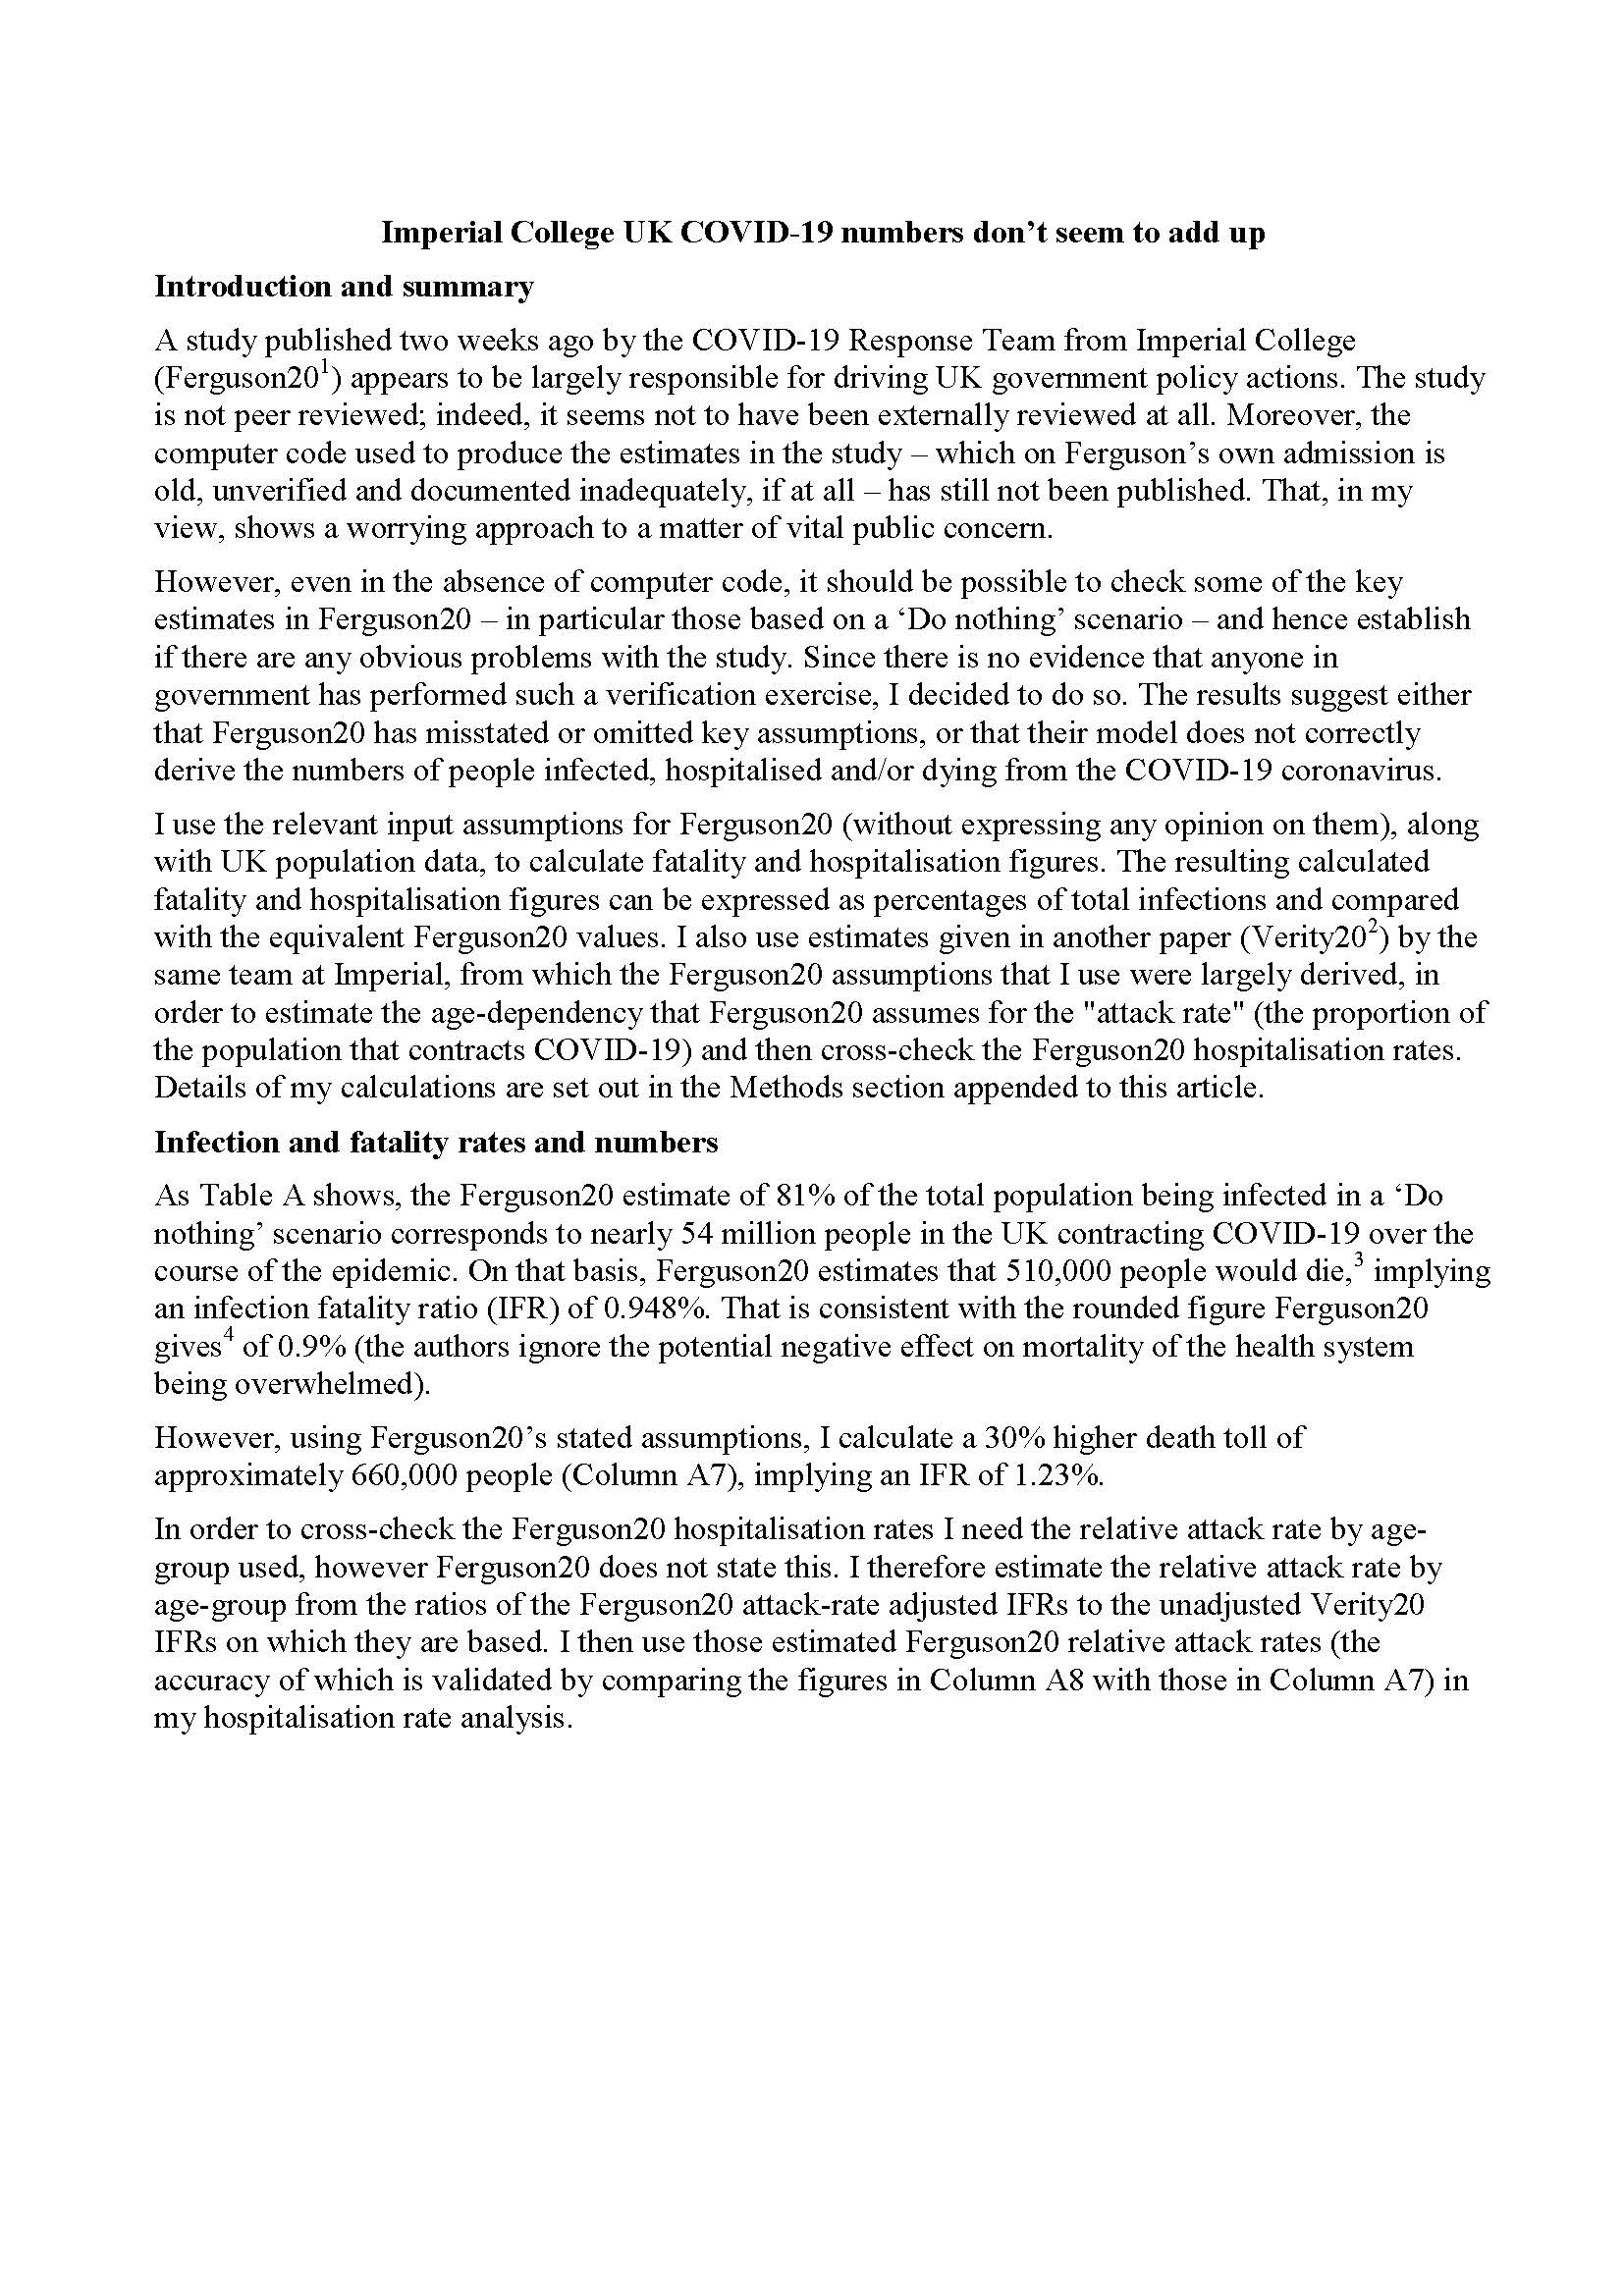 Imperial College UK COVID-19 numbers don’t seem to add up
Introduction and summary
A study published two weeks ago by the COVID-19 Response Team from Imperial College
(Ferguson20¹) appears to be largely responsible for driving UK government policy actions. The study
is not peer reviewed; indeed, it seems not to have been externally reviewed at all. Moreover, the
computer code used to produce the estimates in the study – which on Ferguson’s own admission is
old, unverified and documented inadequately, if at all – has still not been published. That, in my
view, shows a worrying approach to a matter of vital public concern.
However, even in the absence of computer code, it should be possible to check some of the key
estimates in Ferguson20 – in particular those based on a ‘Do nothing’ scenario – and hence establish
if there are any obvious problems with the study. Since there is no evidence that anyone in
government has performed such a verification exercise, I decided to do so. The results suggest either
that Ferguson20 has misstated or omitted key assumptions, or that their model does not correctly
derive the numbers of people infected, hospitalised and/or dying from the COVID-19 coronavirus.
I use the relevant input assumptions for Ferguson20 (without expressing any opinion on them), along
with UK population data, to calculate fatality and hospitalisation figures. The resulting calculated
fatality and hospitalisation figures can be expressed as percentages of total infections and compared
with the equivalent Ferguson20 values. I also use estimates given in another paper (Verity20²) by the
same team at Imperial, from which the Ferguson20 assumptions that I use were largely derived, in
order to estimate the age-dependency that Ferguson20 assumes for the "attack rate" (the proportion of
the population that contracts COVID-19) and then cross-check the Ferguson20 hospitalisation rates.
Details of my calculations are set out in the Methods section appended to this article.
Infection and fatality rates and numbers
As Table A shows, the Ferguson20 estimate of 81% of the total population being infected in a ‘Do
nothing’ scenario corresponds to nearly 54 million people in the UK contracting COVID-19 over the
course of the epidemic. On that basis, Ferguson20 estimates that 510,000 people would die,³ implying
an infection fatality ratio (IFR) of 0.948%. That is consistent with the rounded figure Ferguson20
gives⁴ of 0.9% (the authors ignore the potential negative effect on mortality of the health system
being overwhelmed).
However, using Ferguson20’s stated assumptions, I calculate a 30% higher death toll of
approximately 660,000 people (Column A7), implying an IFR of 1.23%.
In order to cross-check the Ferguson20 hospitalisation rates I need the relative attack rate by age-
group used, however Ferguson20 does not state this. I therefore estimate the relative attack rate by
age-group from the ratios of the Ferguson20 attack-rate adjusted IFRs to the unadjusted Verity20
IFRs on which they are based. I then use those estimated Ferguson20 relative attack rates (the
accuracy of which is validated by comparing the figures in Column A8 with those in Column A7) in
my hospitalisation rate analysis.